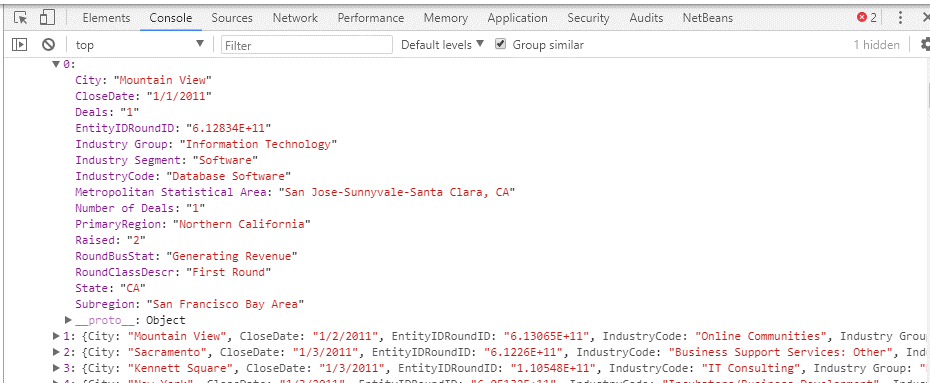 Elements Console Sources Network Performance Memory Application Security Audits NetBeans 2
top Filter Default levels Group similar 1 hidden
0:
City: "Mountain View"
CloseDate: "1/1/2011"
Deals: "1"
EntityIDRoundID: "6.12834E+11"
Industry Group: "Information Technology"
Industry Segment: "Software"
IndustryCode: "Database Software"
Metropolitan Statistical Area: "San Jose-Sunnyvale-Santa Clara, CA"
Number of Deals: "1"
PrimaryRegion: "Northern California"
Raised: "2"
RoundBusStat: "Generating Revenue"
RoundClassDescr: "First Round"
State: "CA"
Subregion: "San Francisco Bay Area"
__proto__: Object
1: {City: "Mountain View", CloseDate: "1/2/2011", EntityIDRoundID: "6.13065E+11", IndustryCode: "Online Communities", Industry Grou
2: {City: "Sacramento", CloseDate: "1/3/2011", EntityIDRoundID: "6.1226E+11", IndustryCode: "Business Support Services: Other", Ind
3: {City: "Kennett Square", CloseDate: "1/3/2011", EntityIDRoundID: "1.10548E+11", IndustryCode: "IT Consulting", Industry Group: "